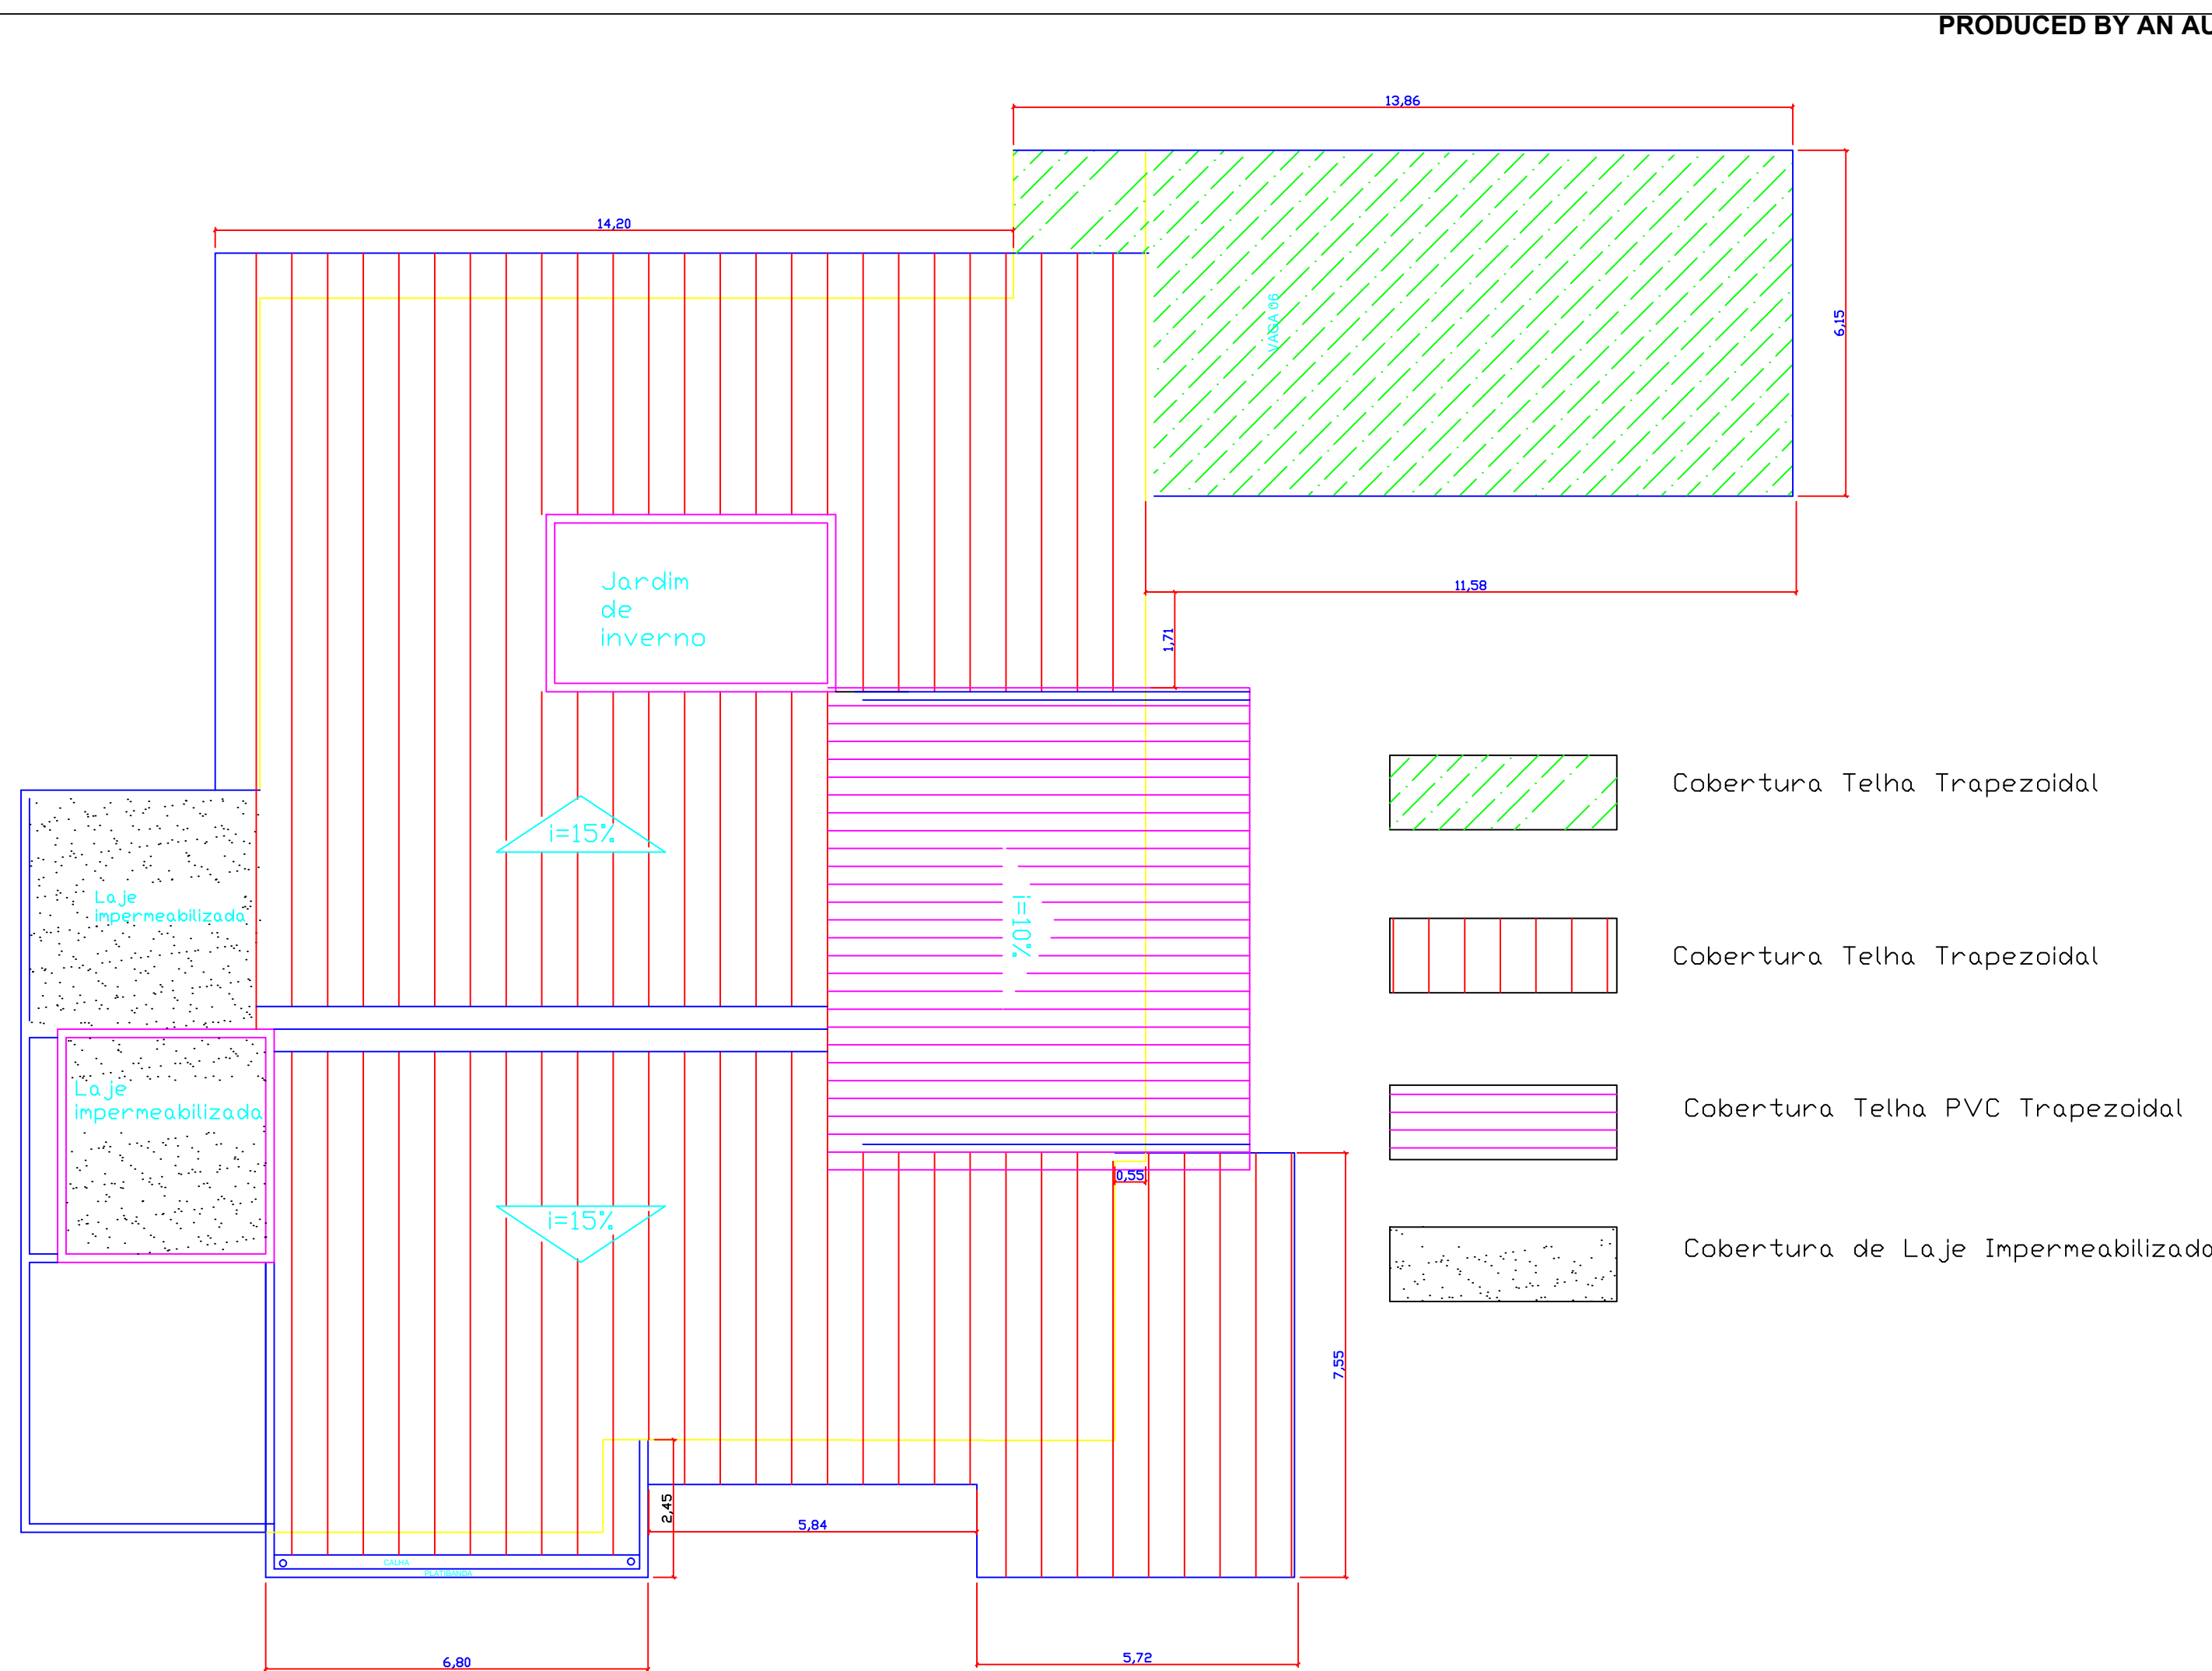 PRODUCED BY AN AU
13,86
14,20
6,15
VAGA 06
11,58
1,71
Jardim
de
inverno
Cobertura Telha Trapezoidal
i=15%
Laje
impermeabilizada
i=10%
Cobertura Telha Trapezoidal
Laje
impermeabilizada
Cobertura Telha PVC Trapezoidal
0,55
i=15%
Cobertura de Laje Impermeabilizada
7,55
2,45
5,84
CALHA
PLATIBANDA
6,80
5,72